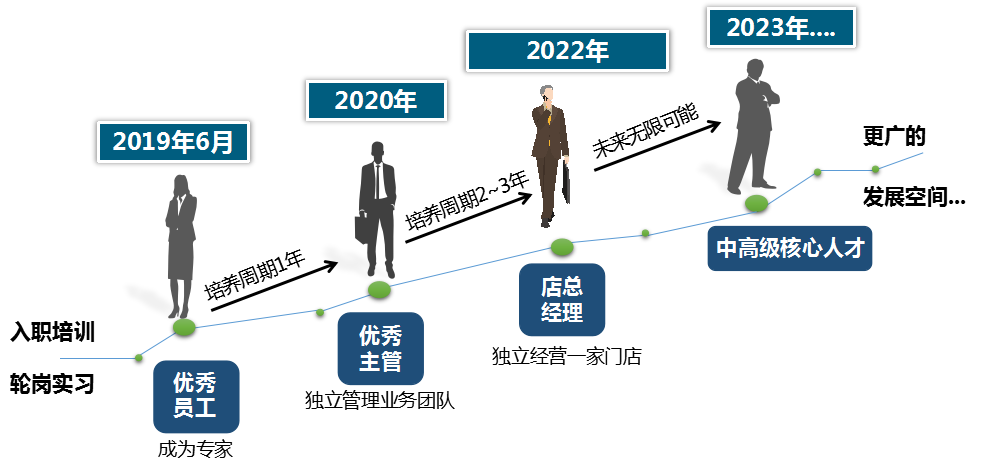 2019年6月
2020年
2022年
2023年....
培养周期1年
培养周期2~3年
未来无限可能
更广的
发展空间...
入职培训
轮岗实习
优秀
员工
成为专家
优秀
主管
独立管理业务团队
店总
经理
独立经营一家门店
中高级核心人才